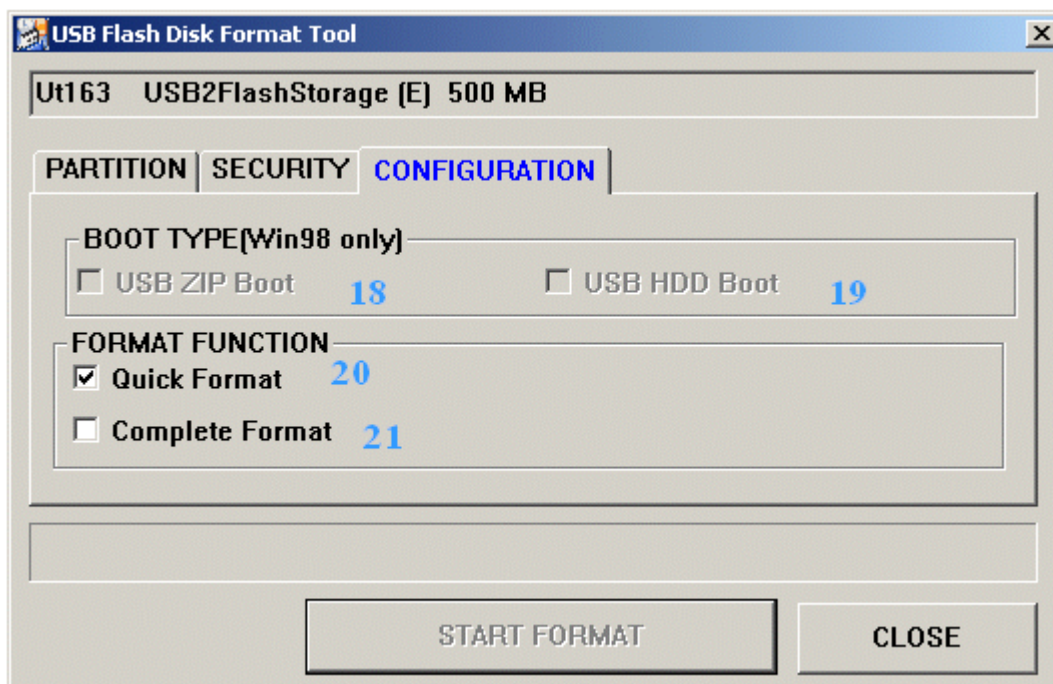 USB Flash Disk Format Tool
Ut163 USB2FlashStorage (E) 500 MB
PARTITION SECURITY CONFIGURATION
BOOT TYPE(Win98 only)
USB ZIP Boot 18 USB HDD Boot 19
FORMAT FUNCTION
Quick Format 20
Complete Format 21
START FORMAT CLOSE